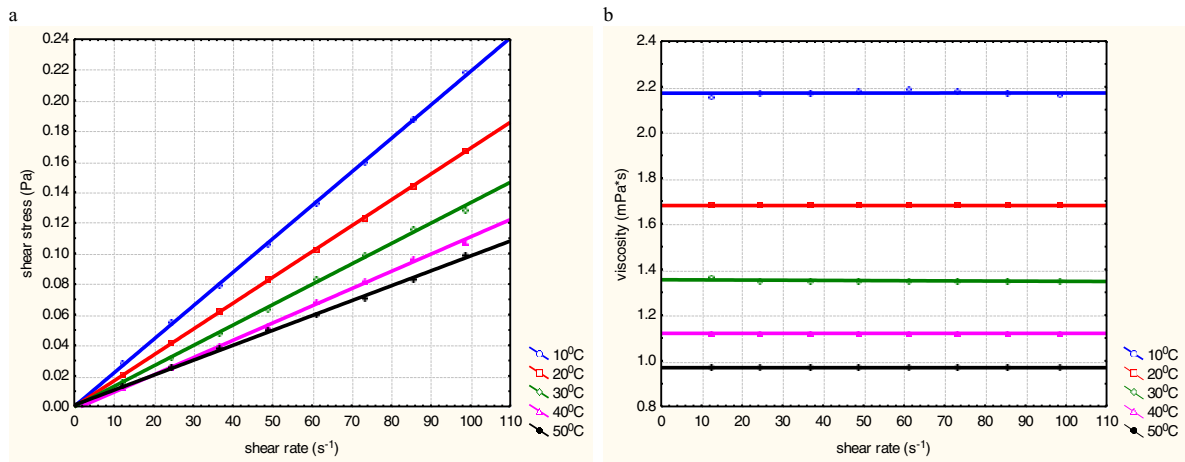 a
shear stress (Pa)
0.24
0.22
0.20
0.18
0.16
0.14
0.12
0.10
0.08
0.06
0.04
0.02
0.00
0 10 20 30 40 50 60 70 80 90 100 110
shear rate (s⁻¹)
10⁰C
20⁰C
30⁰C
40⁰C
50⁰C
b
viscosity (mPa*s)
2.4
2.2
2.0
1.8
1.6
1.4
1.2
1.0
0.8
0 10 20 30 40 50 60 70 80 90 100 110
shear rate (s⁻¹)
10⁰C
20⁰C
30⁰C
40⁰C
50⁰C